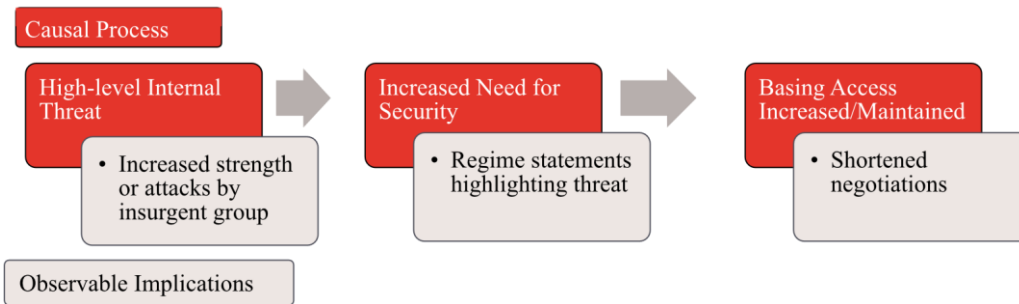 Causal Process
High-level Internal
Threat
• Increased strength
or attacks by
insurgent group
Increased Need for
Security
• Regime statements
highlighting threat
Basing Access
Increased/Maintained
• Shortened
negotiations
Observable Implications